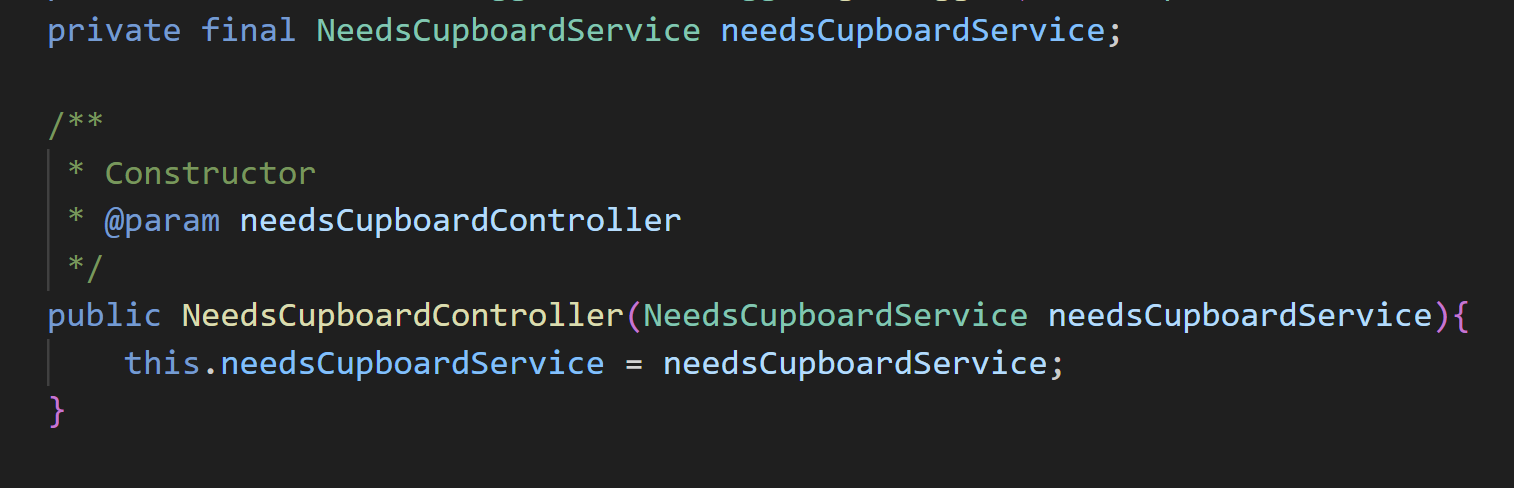 private final NeedsCupboardService needsCupboardService;
/**
* Constructor
* @param needsCupboardController
*/
public NeedsCupboardController(NeedsCupboardService needsCupboardService){
this.needsCupboardService = needsCupboardService;
}